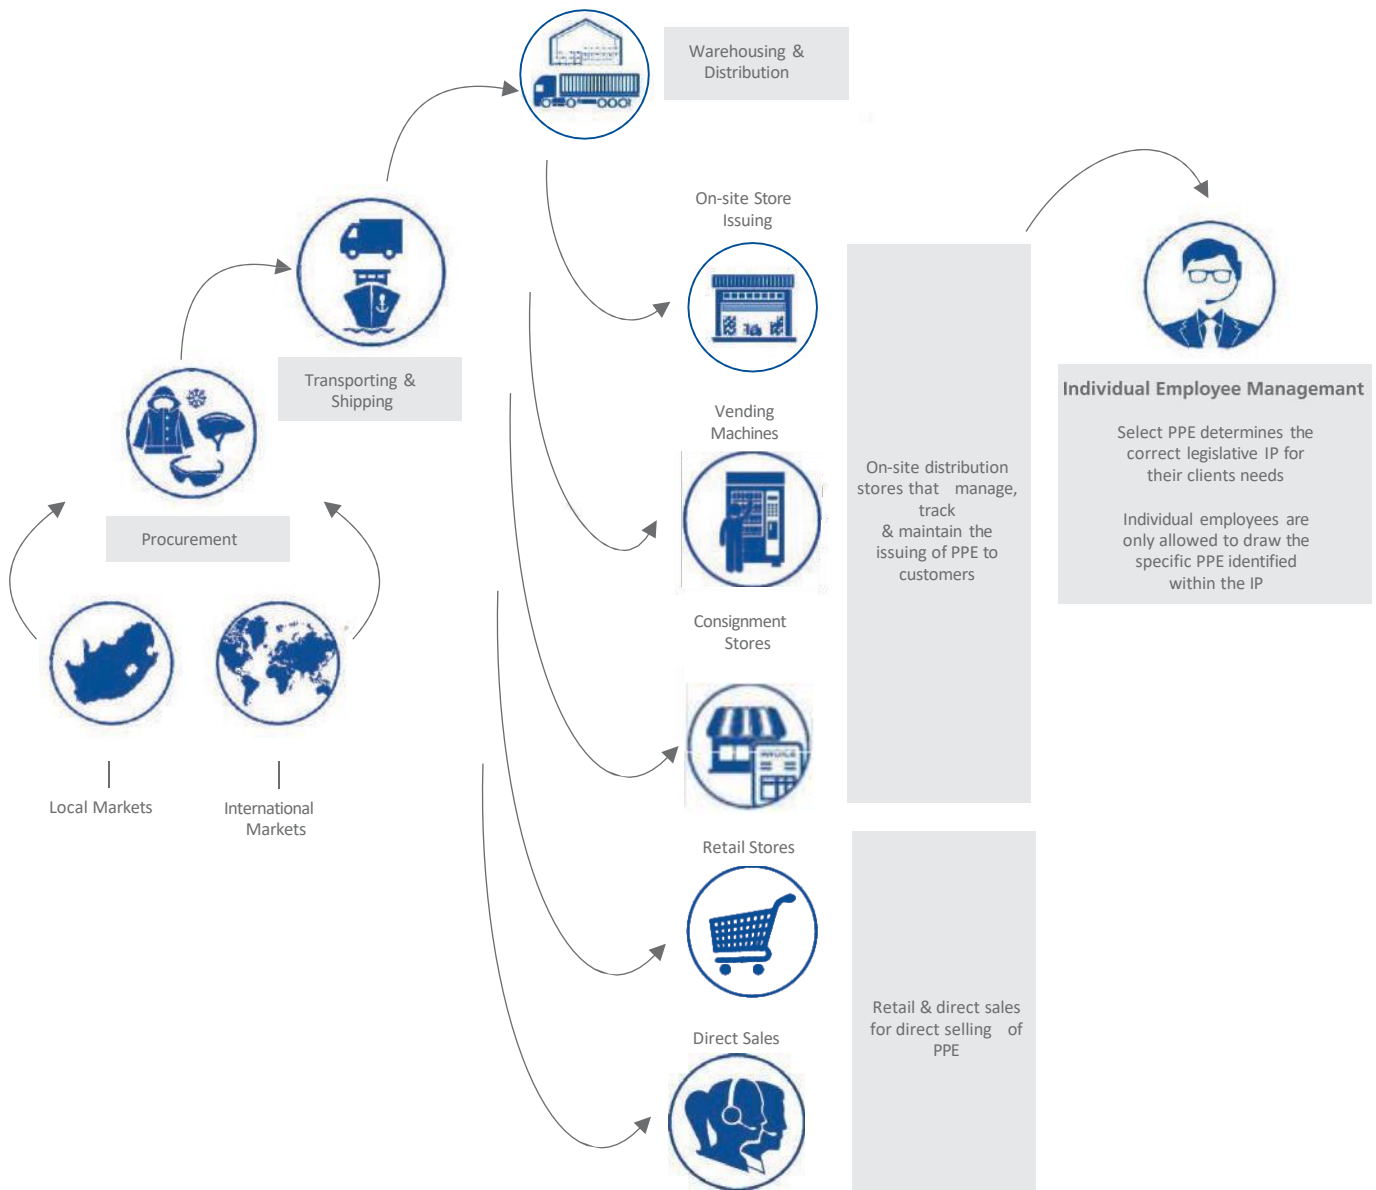 Warehousing &
Distribution
On-site Store
Issuing
Transporting &
Shipping
Individual Employee Managemant
Select PPE determines the
correct legislative IP for
their clients needs
Individual employees are
only allowed to draw the
specific PPE identified
within the IP
Vending
Machines
On-site distribution
stores that manage,
track
& maintain the
issuing of PPE to
customers
Procurement
Consignment
Stores
INVOICE
Local Markets
International
Markets
Retail Stores
Retail & direct sales
for direct selling of
PPE
Direct Sales